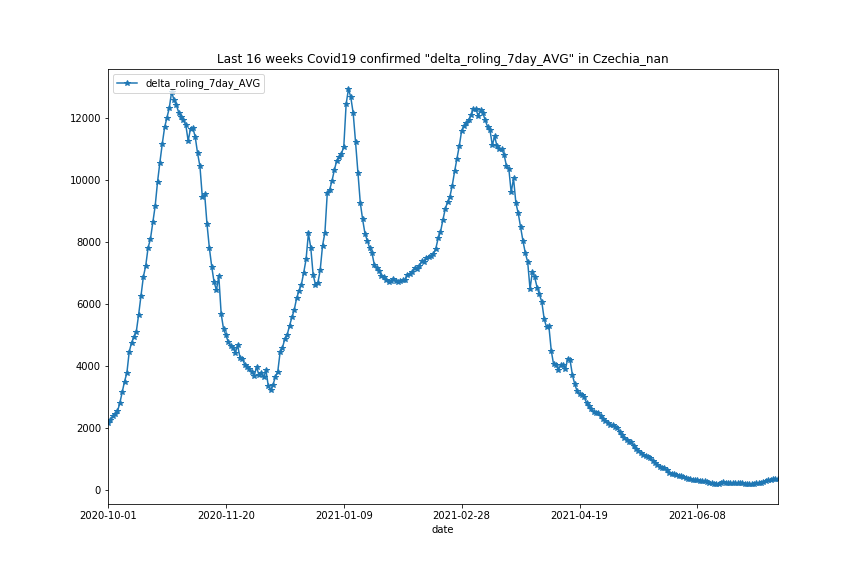 Last 16 weeks Covid19 confirmed "delta_roling_7day_AVG" in Czechia_nan
delta_roling_7day_AVG
12000
10000
8000
6000
4000
2000
0
2020-10-01 2020-11-20 2021-01-09 2021-02-28 2021-04-19 2021-06-08
date